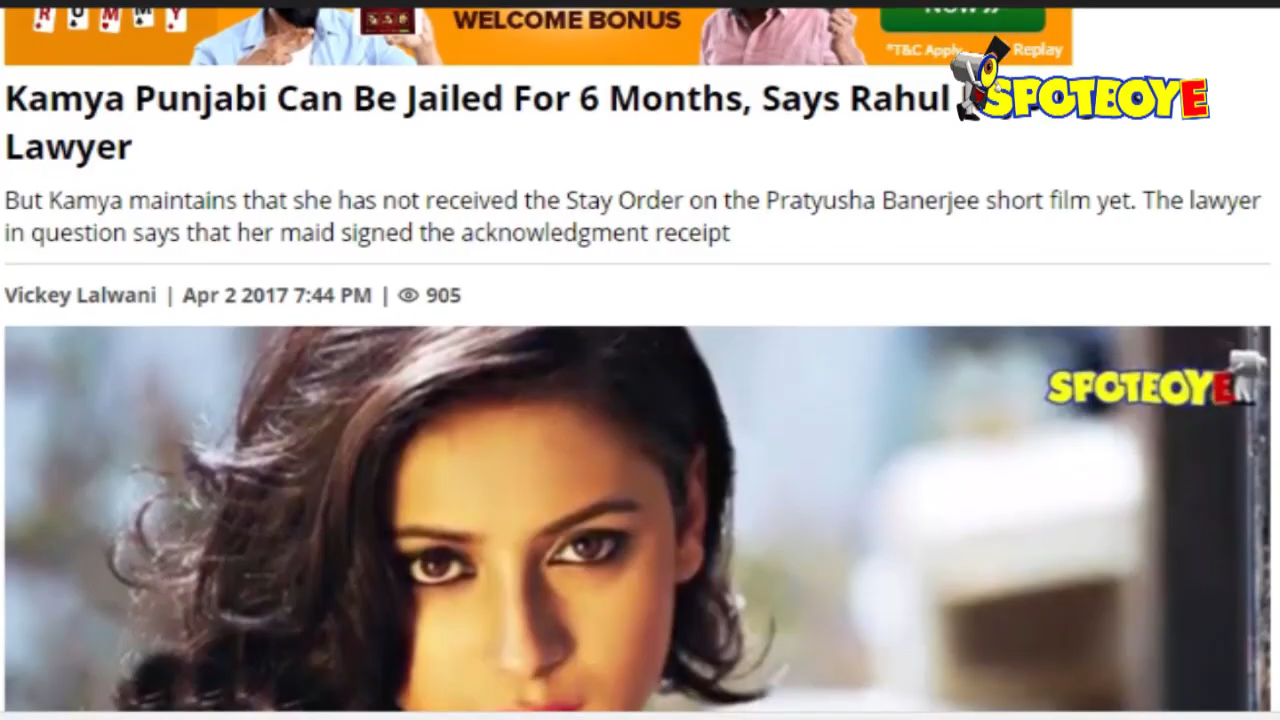 R U M M Y
WELCOME BONUS
*T&C Apply
Replay
Kamya Punjabi Can Be Jailed For 6 Months, Says Rahul
SPOTBOYE
Lawyer
But Kamya maintains that she has not received the Stay Order on the Pratyusha Banerjee short film yet. The lawyer
in question says that her maid signed the acknowledgment receipt
Vickey Lalwani | Apr 2 2017 7:44 PM | 905
SPOTBOYE